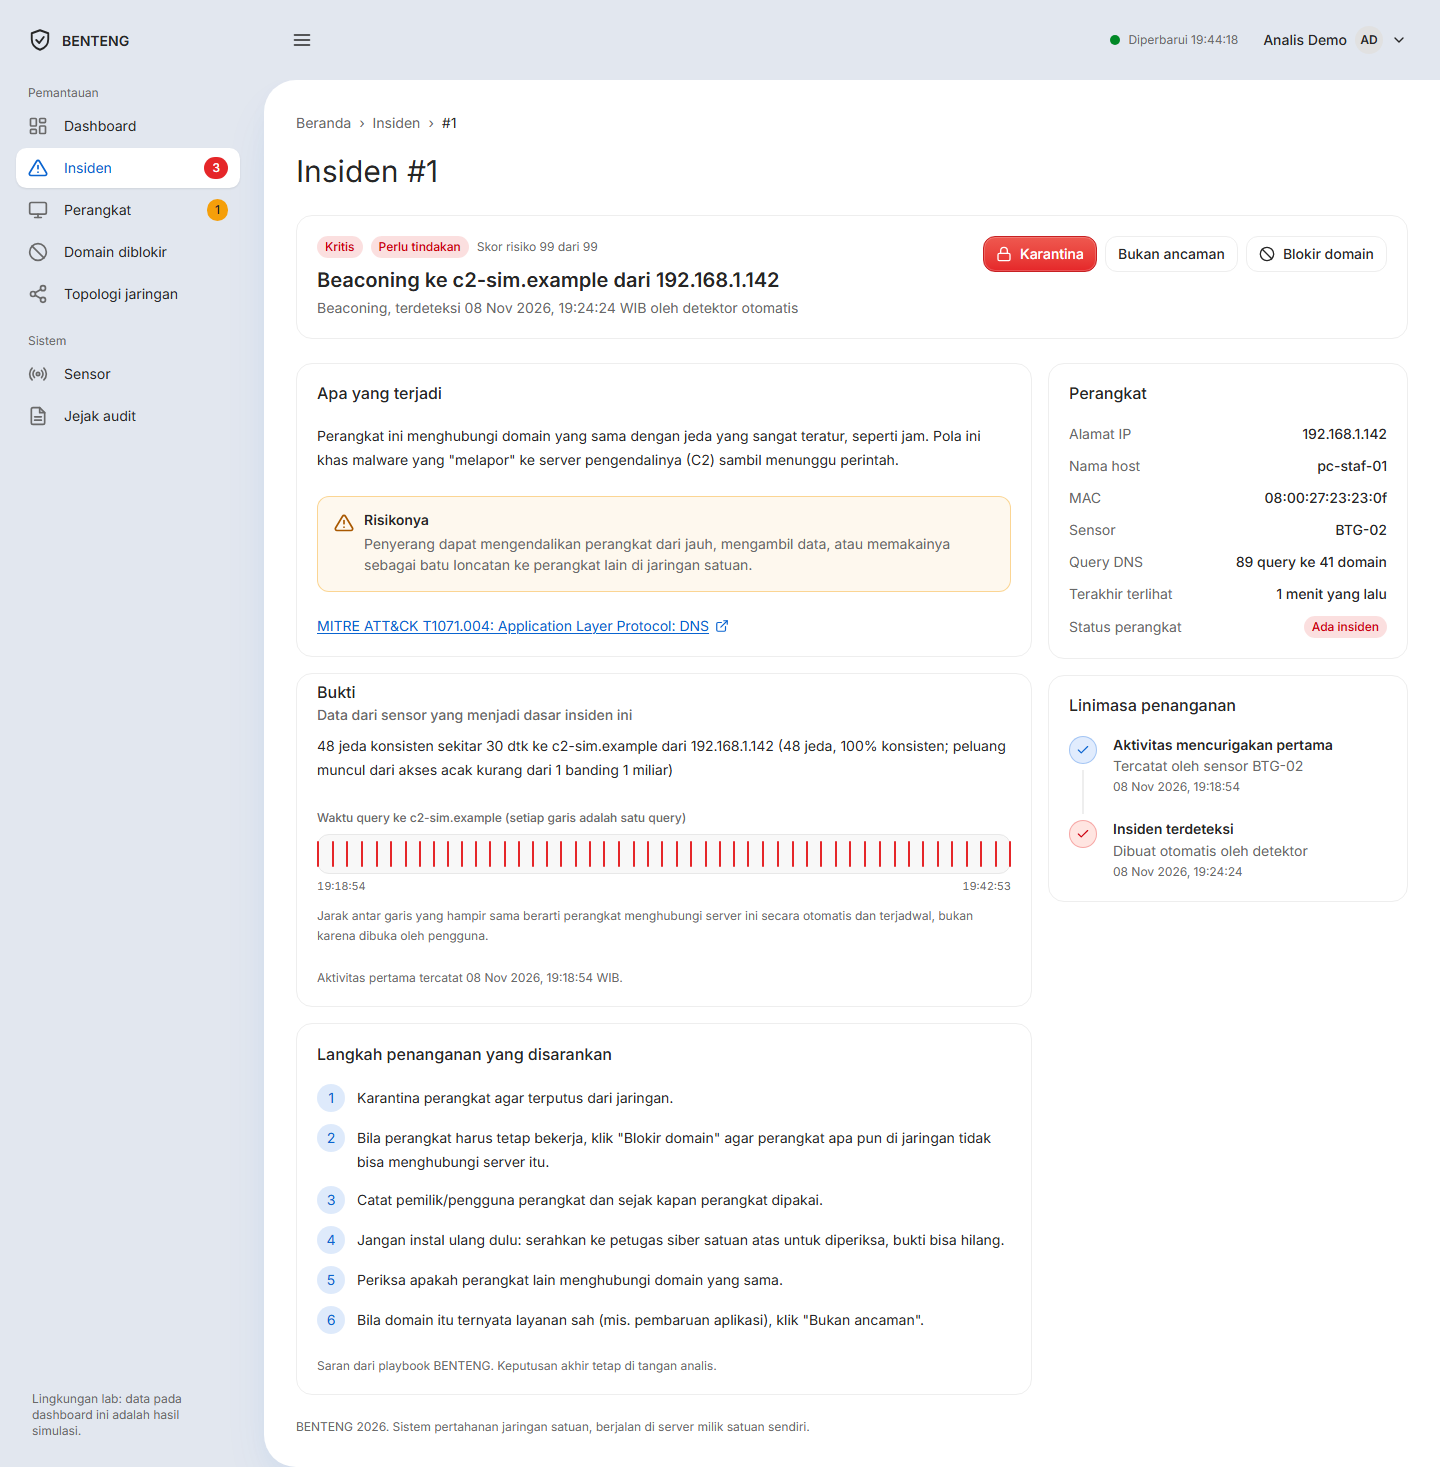 BENTENG
Diperbarui 19:44:18
Analis Demo
AD
Pemantauan
Dashboard
Insiden
3
Perangkat
1
Domain diblokir
Topologi jaringan
Sistem
Sensor
Jejak audit
Lingkungan lab: data pada
dashboard ini adalah hasil
simulasi.
Beranda › Insiden › #1
Insiden #1
Kritis
Perlu tindakan
Skor risiko 99 dari 99
Beaconing ke c2-sim.example dari 192.168.1.142
Beaconing, terdeteksi 08 Nov 2026, 19:24:24 WIB oleh detektor otomatis
Karantina
Bukan ancaman
Blokir domain
Apa yang terjadi
Perangkat ini menghubungi domain yang sama dengan jeda yang sangat teratur, seperti jam. Pola ini
khas malware yang "melapor" ke server pengendalinya (C2) sambil menunggu perintah.
Risikonya
Penyerang dapat mengendalikan perangkat dari jauh, mengambil data, atau memakainya
sebagai batu loncatan ke perangkat lain di jaringan satuan.
MITRE ATT&CK T1071.004: Application Layer Protocol: DNS
Bukti
Data dari sensor yang menjadi dasar insiden ini
48 jeda konsisten sekitar 30 dtk ke c2-sim.example dari 192.168.1.142 (48 jeda, 100% konsisten; peluang
muncul dari akses acak kurang dari 1 banding 1 miliar)
Waktu query ke c2-sim.example (setiap garis adalah satu query)
19:18:54
19:42:53
Jarak antar garis yang hampir sama berarti perangkat menghubungi server ini secara otomatis dan terjadwal, bukan
karena dibuka oleh pengguna.
Aktivitas pertama tercatat 08 Nov 2026, 19:18:54 WIB.
Langkah penanganan yang disarankan
1 Karantina perangkat agar terputus dari jaringan.
2 Bila perangkat harus tetap bekerja, klik "Blokir domain" agar perangkat apa pun di jaringan tidak
bisa menghubungi server itu.
3 Catat pemilik/pengguna perangkat dan sejak kapan perangkat dipakai.
4 Jangan instal ulang dulu: serahkan ke petugas siber satuan atas untuk diperiksa, bukti bisa hilang.
5 Periksa apakah perangkat lain menghubungi domain yang sama.
6 Bila domain itu ternyata layanan sah (mis. pembaruan aplikasi), klik "Bukan ancaman".
Saran dari playbook BENTENG. Keputusan akhir tetap di tangan analis.
Perangkat
Alamat IP 192.168.1.142
Nama host pc-staf-01
MAC 08:00:27:23:23:0f
Sensor BTG-02
Query DNS 89 query ke 41 domain
Terakhir terlihat 1 menit yang lalu
Status perangkat Ada insiden
Linimasa penanganan
Aktivitas mencurigakan pertama
Tercatat oleh sensor BTG-02
08 Nov 2026, 19:18:54
Insiden terdeteksi
Dibuat otomatis oleh detektor
08 Nov 2026, 19:24:24
BENTENG 2026. Sistem pertahanan jaringan satuan, berjalan di server milik satuan sendiri.